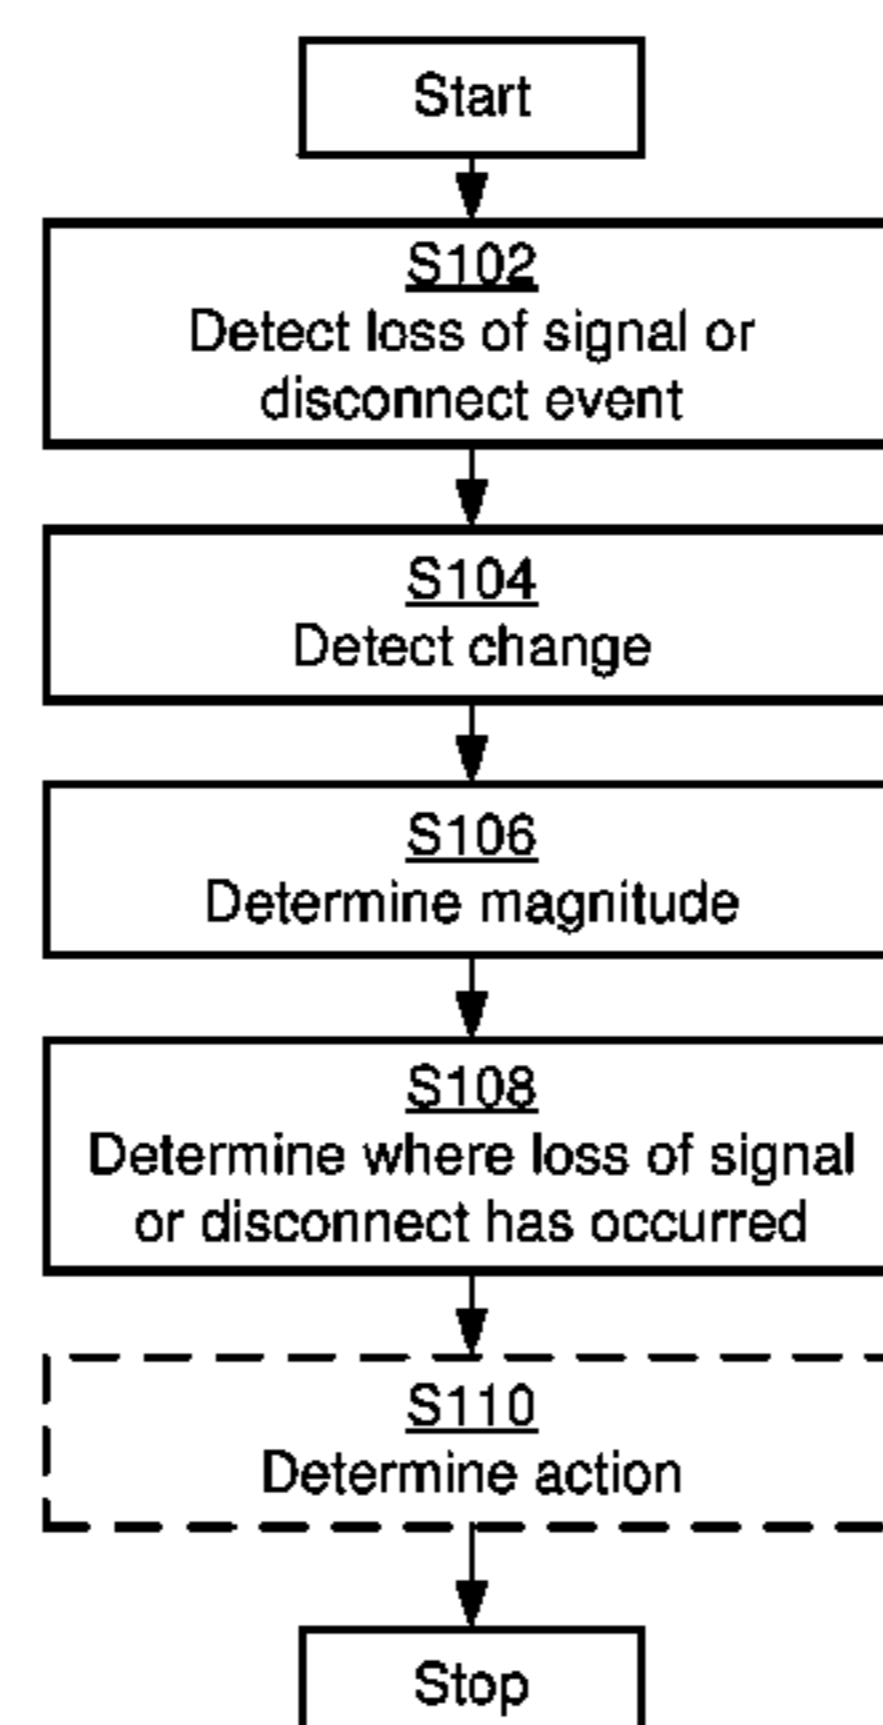 Start
S102
Detect loss of signal or
disconnect event
S104
Detect change
S106
Determine magnitude
S108
Determine where loss of signal
or disconnect has occurred
S110
Determine action
Stop